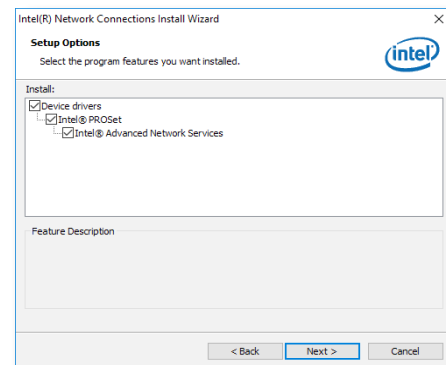 Intel(R) Network Connections Install Wizard
Setup Options
Select the program features you want installed.
intel
Install:
Device drivers
Intel® PROSet
Intel® Advanced Network Services
Feature Description
< Back
Next >
Cancel